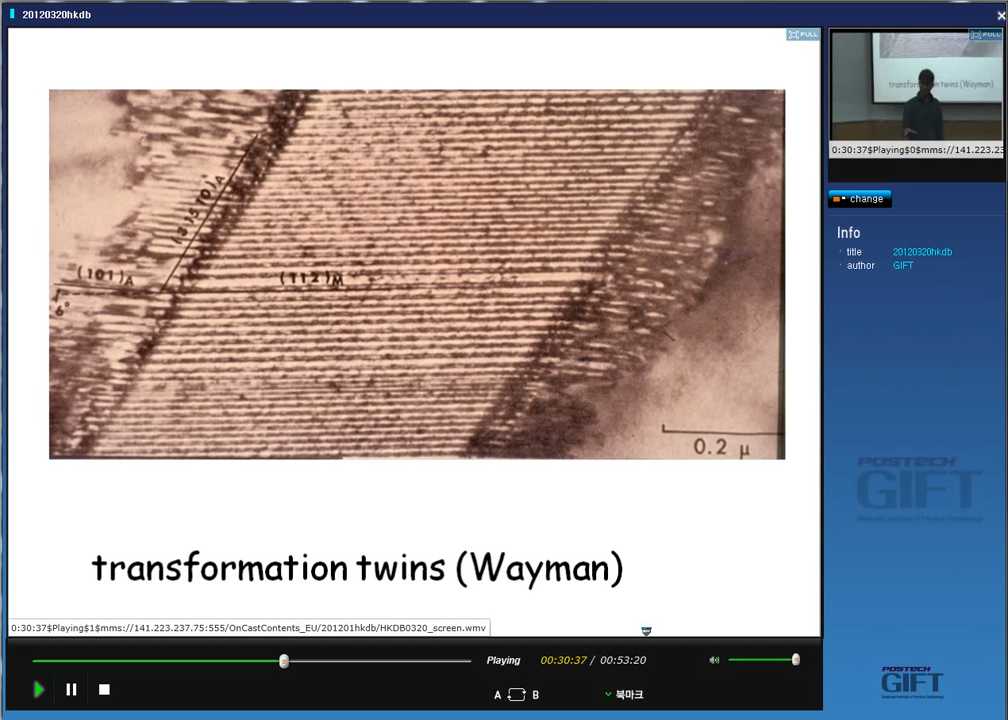 20120320hkdb
FULL
FULL
transformation twins (Wayman)
0:30:37$Playing$0$mms://141.223.23
change
Info
title 20120320hkdb
author GIFT
(101)A
6°
(112)M
0.2 μ
POSTECH
GIFT
transformation twins (Wayman)
0:30:37$Playing$1$mms://141.223.237.75:555/OnCastContents_EU/201201hkdb/HKDB0320_screen.wmv
Playing 00:30:37 / 00:53:20
A B 북마크
POSTECH
GIFT